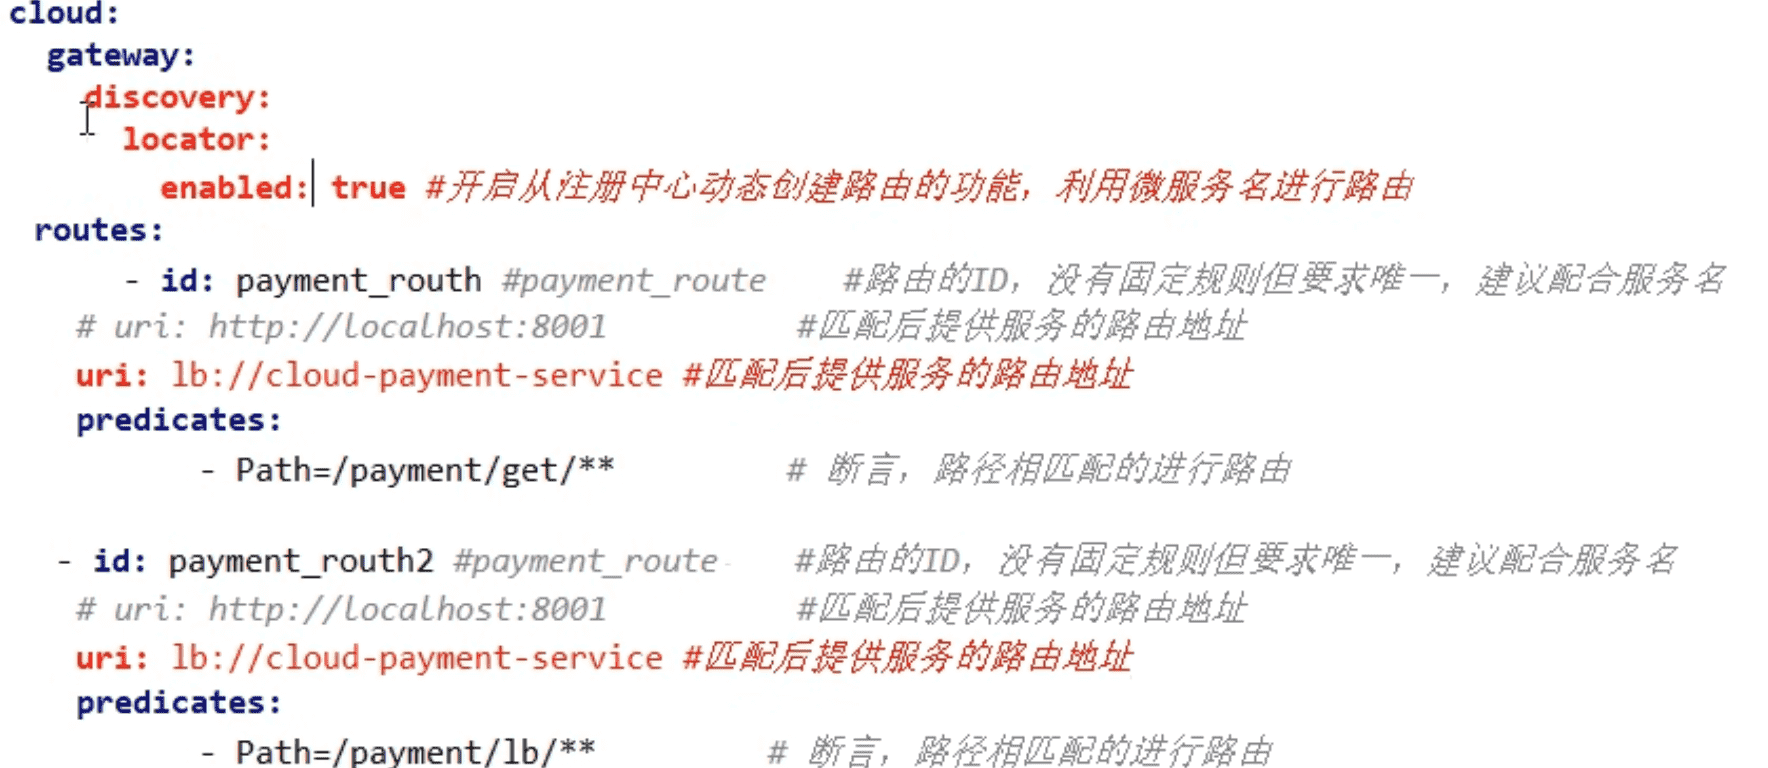 cloud:
gateway:
discovery:
locator:
enabled: true #开启从注册中心动态创建路由的功能，利用微服务名进行路由
routes:
- id: payment_routh #payment_route #路由的ID，没有固定规则但要求唯一，建议配合服务名
# uri: http://localhost:8001 #匹配后提供服务的路由地址
uri: lb://cloud-payment-service #匹配后提供服务的路由地址
predicates:
- Path=/payment/get/** # 断言，路径相匹配的进行路由
- id: payment_routh2 #payment_route #路由的ID，没有固定规则但要求唯一，建议配合服务名
# uri: http://localhost:8001 #匹配后提供服务的路由地址
uri: lb://cloud-payment-service #匹配后提供服务的路由地址
predicates:
- Path=/payment/lb/** # 断言，路径相匹配的进行路由